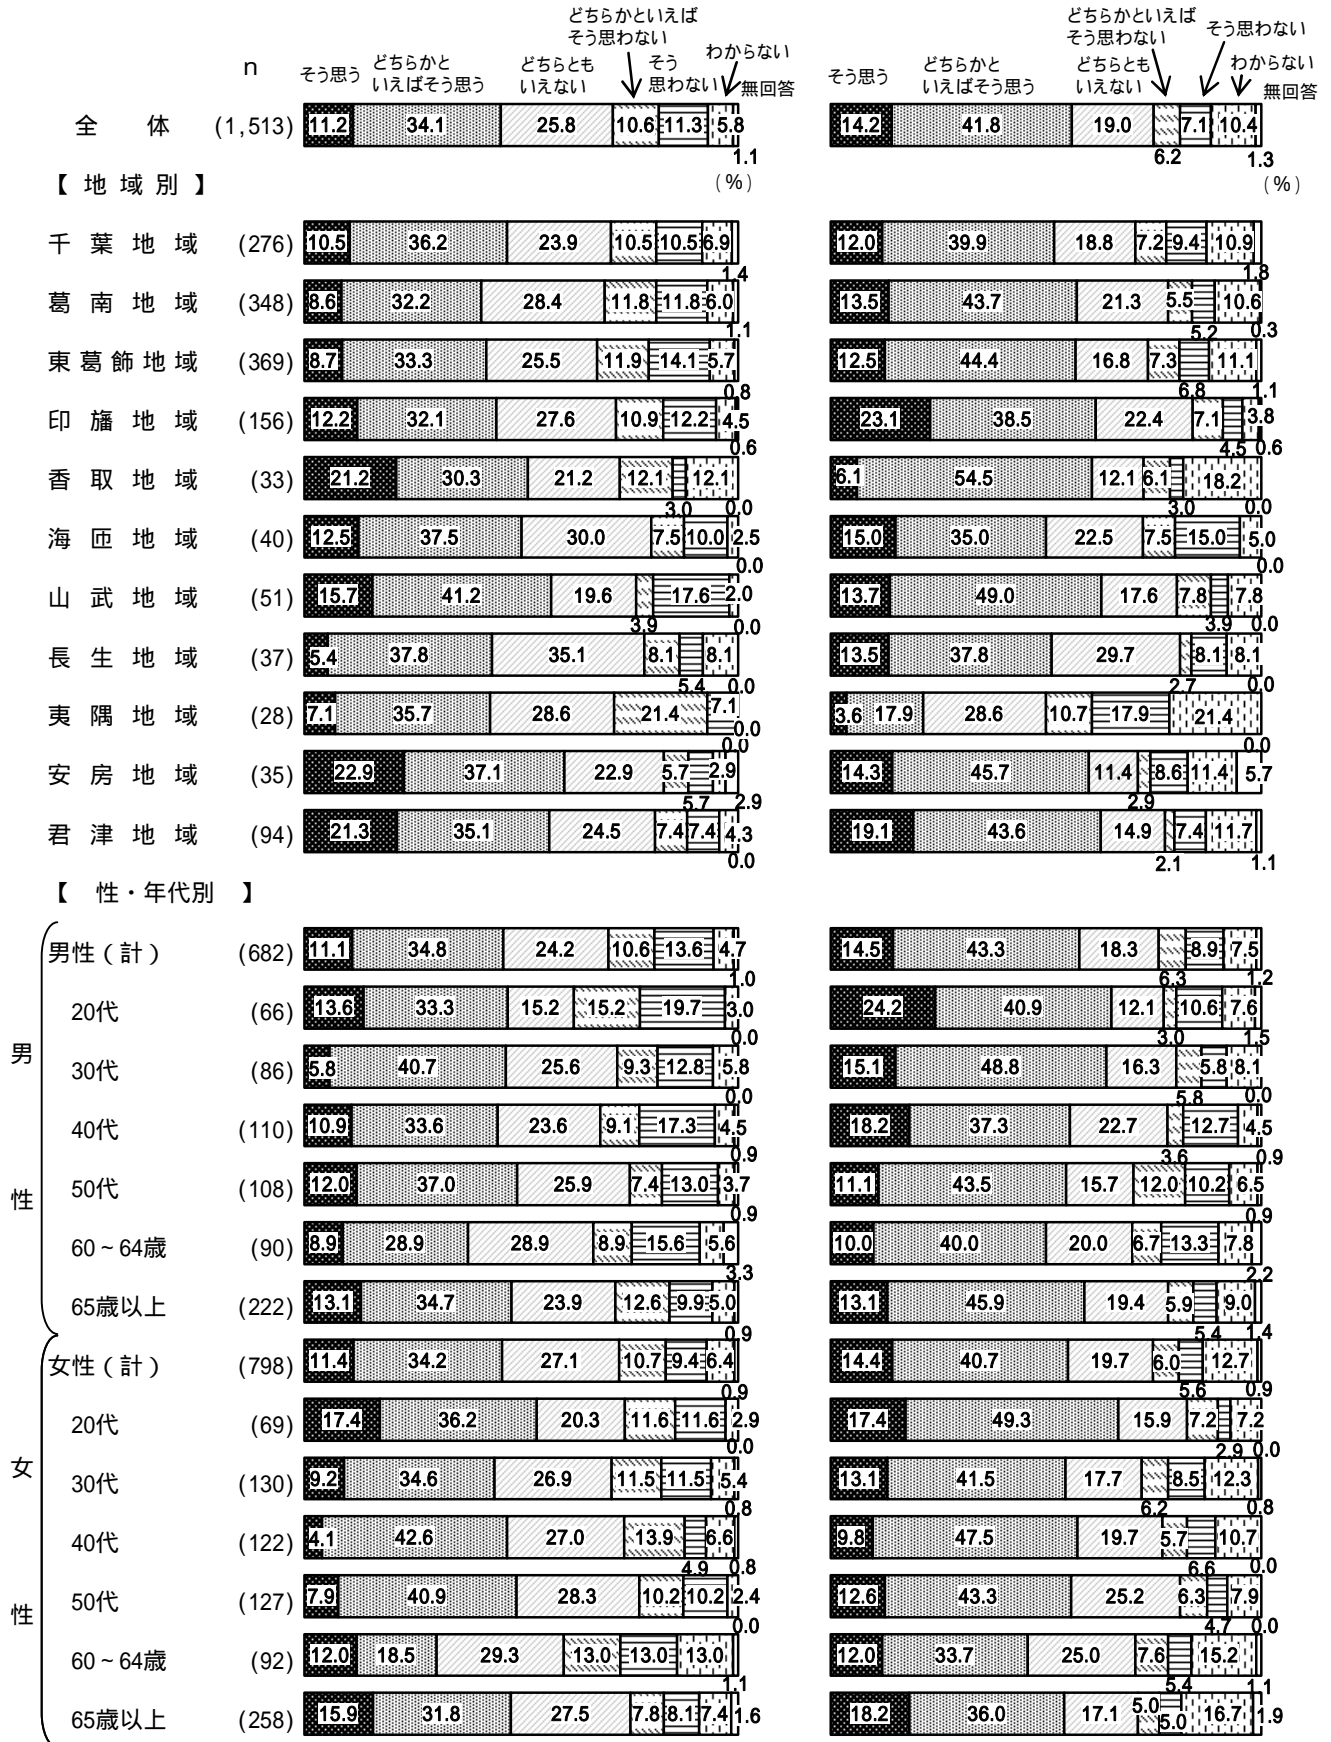 どちらかといえば
そう思わない
どちらかといえば
そう思わない
そう思わない
n
そう思う
どちらかと
いえばそう思う
どちらとも
いえない
そう
思わない
わからない
無回答
そう思う
どちらかと
いえばそう思う
どちらとも
いえない
わからない
無回答
全 体 (1,513) 11.2 34.1 25.8 10.6 11.3 5.8 1.1 14.2 41.8 19.0 6.2 7.1 10.4 1.3
【 地 域 別 】 (%) (%)
千 葉 地 域 (276) 10.5 36.2 23.9 10.5 10.5 6.9 1.4 12.0 39.9 18.8 7.2 9.4 10.9 1.8
葛 南 地 域 (348) 8.6 32.2 28.4 11.8 11.8 6.0 1.1 13.5 43.7 21.3 5.5 5.2 10.6 0.3
東 葛 飾 地 域 (369) 8.7 33.3 25.5 11.9 14.1 5.7 0.8 12.5 44.4 16.8 7.3 6.8 11.1 1.1
印 旛 地 域 (156) 12.2 32.1 27.6 10.9 12.2 4.5 0.6 23.1 38.5 22.4 7.1 4.5 3.8 0.6
香 取 地 域 (33) 21.2 30.3 21.2 12.1 3.0 12.1 0.0 6.1 54.5 12.1 6.1 3.0 18.2 0.0
海 匝 地 域 (40) 12.5 37.5 30.0 7.5 10.0 2.5 0.0 15.0 35.0 22.5 7.5 15.0 5.0 0.0
山 武 地 域 (51) 15.7 41.2 19.6 3.9 17.6 2.0 0.0 13.7 49.0 17.6 7.8 3.9 7.8 0.0
長 生 地 域 (37) 5.4 37.8 35.1 8.1 5.4 8.1 0.0 13.5 37.8 29.7 2.7 8.1 8.1 0.0
夷 隅 地 域 (28) 7.1 35.7 28.6 21.4 7.1 0.0 0.0 3.6 17.9 28.6 10.7 17.9 21.4 0.0
安 房 地 域 (35) 22.9 37.1 22.9 5.7 5.7 2.9 2.9 14.3 45.7 11.4 2.9 8.6 11.4 5.7
君 津 地 域 (94) 21.3 35.1 24.5 7.4 7.4 4.3 0.0 19.1 43.6 14.9 2.1 7.4 11.7 1.1
【 性・年代別 】
男性（計） (682) 11.1 34.8 24.2 10.6 13.6 4.7 1.0 14.5 43.3 18.3 6.3 8.9 7.5 1.2
20代 (66) 13.6 33.3 15.2 15.2 19.7 3.0 0.0 24.2 40.9 12.1 3.0 10.6 7.6 1.5
男
30代 (86) 5.8 40.7 25.6 9.3 12.8 5.8 0.0 15.1 48.8 16.3 5.8 5.8 8.1 0.0
40代 (110) 10.9 33.6 23.6 9.1 17.3 4.5 0.9 18.2 37.3 22.7 3.6 12.7 4.5 0.9
性
50代 (108) 12.0 37.0 25.9 7.4 13.0 3.7 0.9 11.1 43.5 15.7 12.0 10.2 6.5 0.9
60～64歳 (90) 8.9 28.9 28.9 8.9 15.6 5.6 3.3 10.0 40.0 20.0 6.7 13.3 7.8 2.2
65歳以上 (222) 13.1 34.7 23.9 12.6 9.9 5.0 0.9 13.1 45.9 19.4 5.9 5.4 9.0 1.4
女性（計） (798) 11.4 34.2 27.1 10.7 9.4 6.4 0.9 14.4 40.7 19.7 6.0 5.6 12.7 0.9
20代 (69) 17.4 36.2 20.3 11.6 11.6 2.9 0.0 17.4 49.3 15.9 7.2 2.9 7.2 0.0
女
30代 (130) 9.2 34.6 26.9 11.5 11.5 5.4 0.8 13.1 41.5 17.7 6.2 8.5 12.3 0.8
40代 (122) 4.1 42.6 27.0 13.9 4.9 6.6 0.8 9.8 47.5 19.7 5.7 6.6 10.7 0.0
性
50代 (127) 7.9 40.9 28.3 10.2 10.2 2.4 0.0 12.6 43.3 25.2 6.3 4.7 7.9 0.0
60～64歳 (92) 12.0 18.5 29.3 13.0 13.0 13.0 1.1 12.0 33.7 25.0 7.6 5.4 15.2 1.1
65歳以上 (258) 15.9 31.8 27.5 7.8 8.1 7.4 1.6 18.2 36.0 17.1 5.0 5.0 16.7 1.9